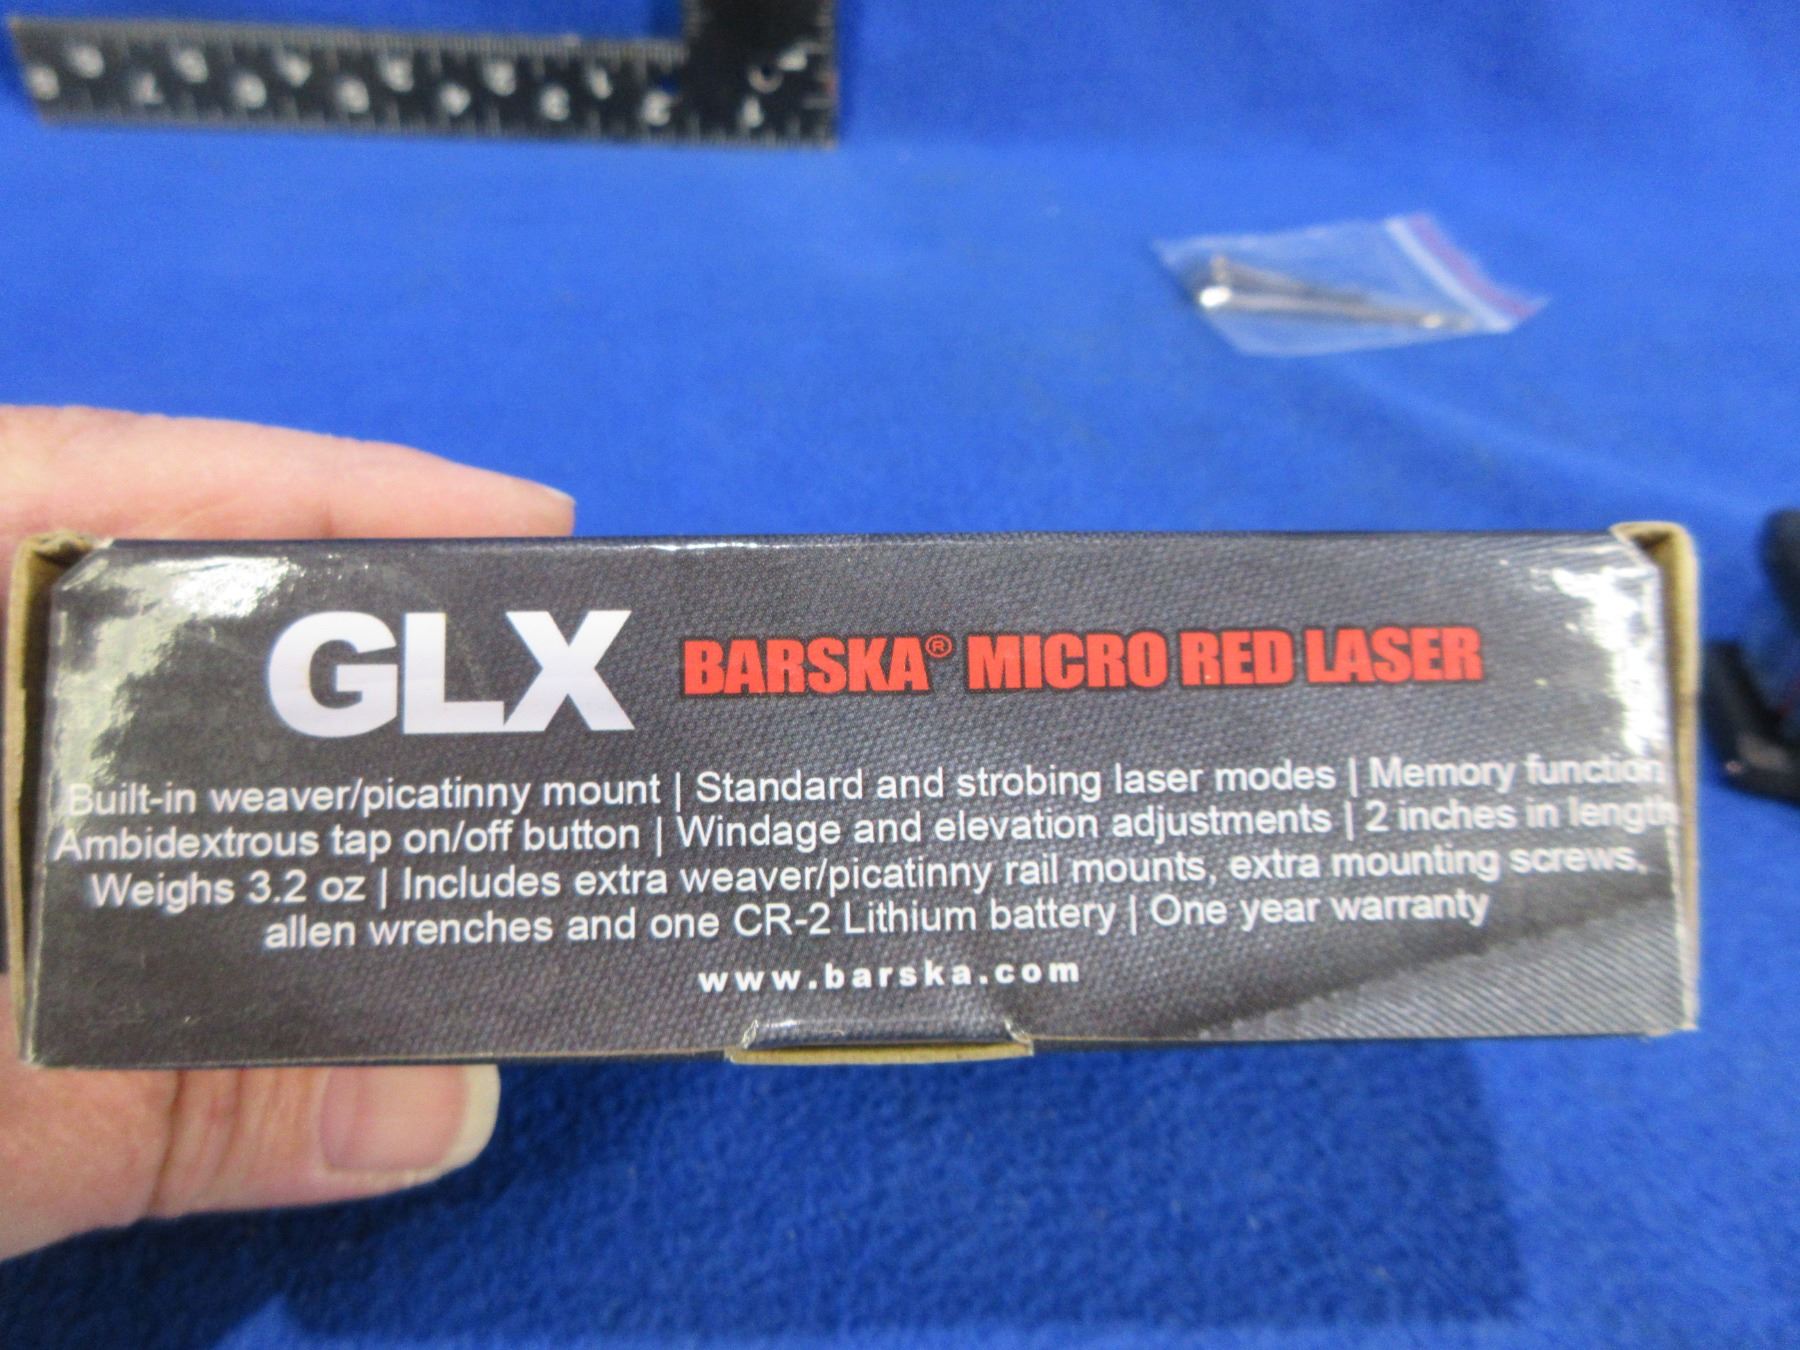 GLX BARSKA® MICRO RED LASER
Built-in weaver/picatinny mount | Standard and strobing laser modes | Memory function
Ambidextrous tap on/off button | Windage and elevation adjustments | 2 inches in length
Weighs 3.2 oz | Includes extra weaver/picatinny rail mounts, extra mounting screws,
allen wrenches and one CR-2 Lithium battery | One year warranty
www.barska.com